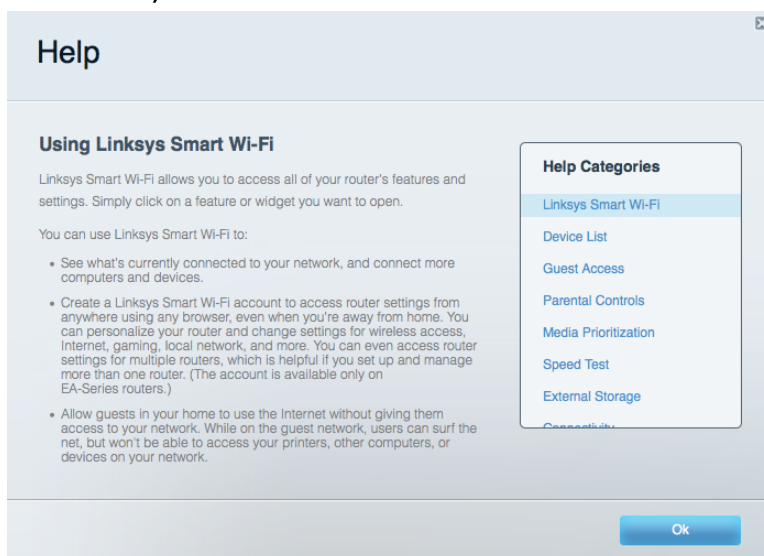 Help
Using Linksys Smart Wi-Fi
Linksys Smart Wi-Fi allows you to access all of your router's features and
settings. Simply click on a feature or widget you want to open.
You can use Linksys Smart Wi-Fi to:
• See what's currently connected to your network, and connect more
computers and devices.
• Create a Linksys Smart Wi-Fi account to access router settings from
anywhere using any browser, even when you're away from home. You
can personalize your router and change settings for wireless access,
Internet, gaming, local network, and more. You can even access router
settings for multiple routers, which is helpful if you set up and manage
more than one router. (The account is available only on
EA-Series routers.)
• Allow guests in your home to use the Internet without giving them
access to your network. While on the guest network, users can surf the
net, but won't be able to access your printers, other computers, or
devices on your network.
Help Categories
Linksys Smart Wi-Fi
Device List
Guest Access
Parental Controls
Media Prioritization
Speed Test
External Storage
Connectivity
Ok